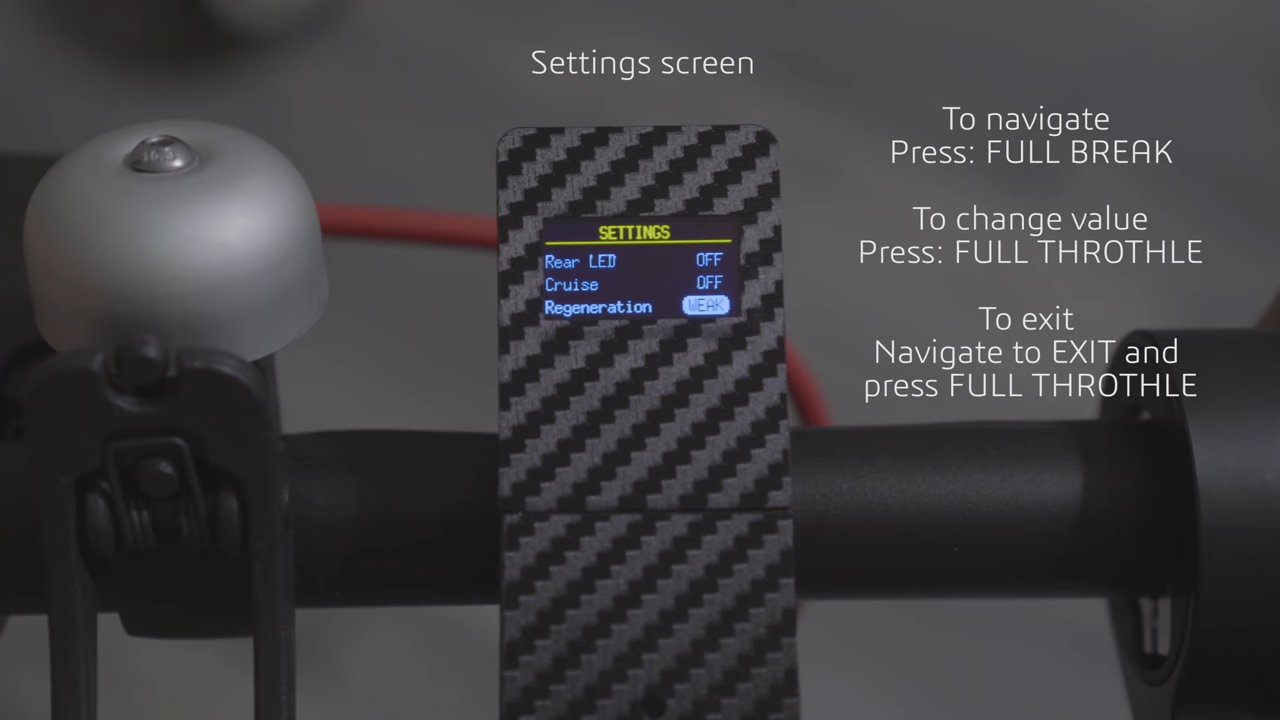 Settings screen
To navigate
Press: FULL BREAK
To change value
Press: FULL THROTHLE
To exit
Navigate to EXIT and
press FULL THROTHLE
SETTINGS
Rear LED OFF
Cruise OFF
Regeneration WEAK